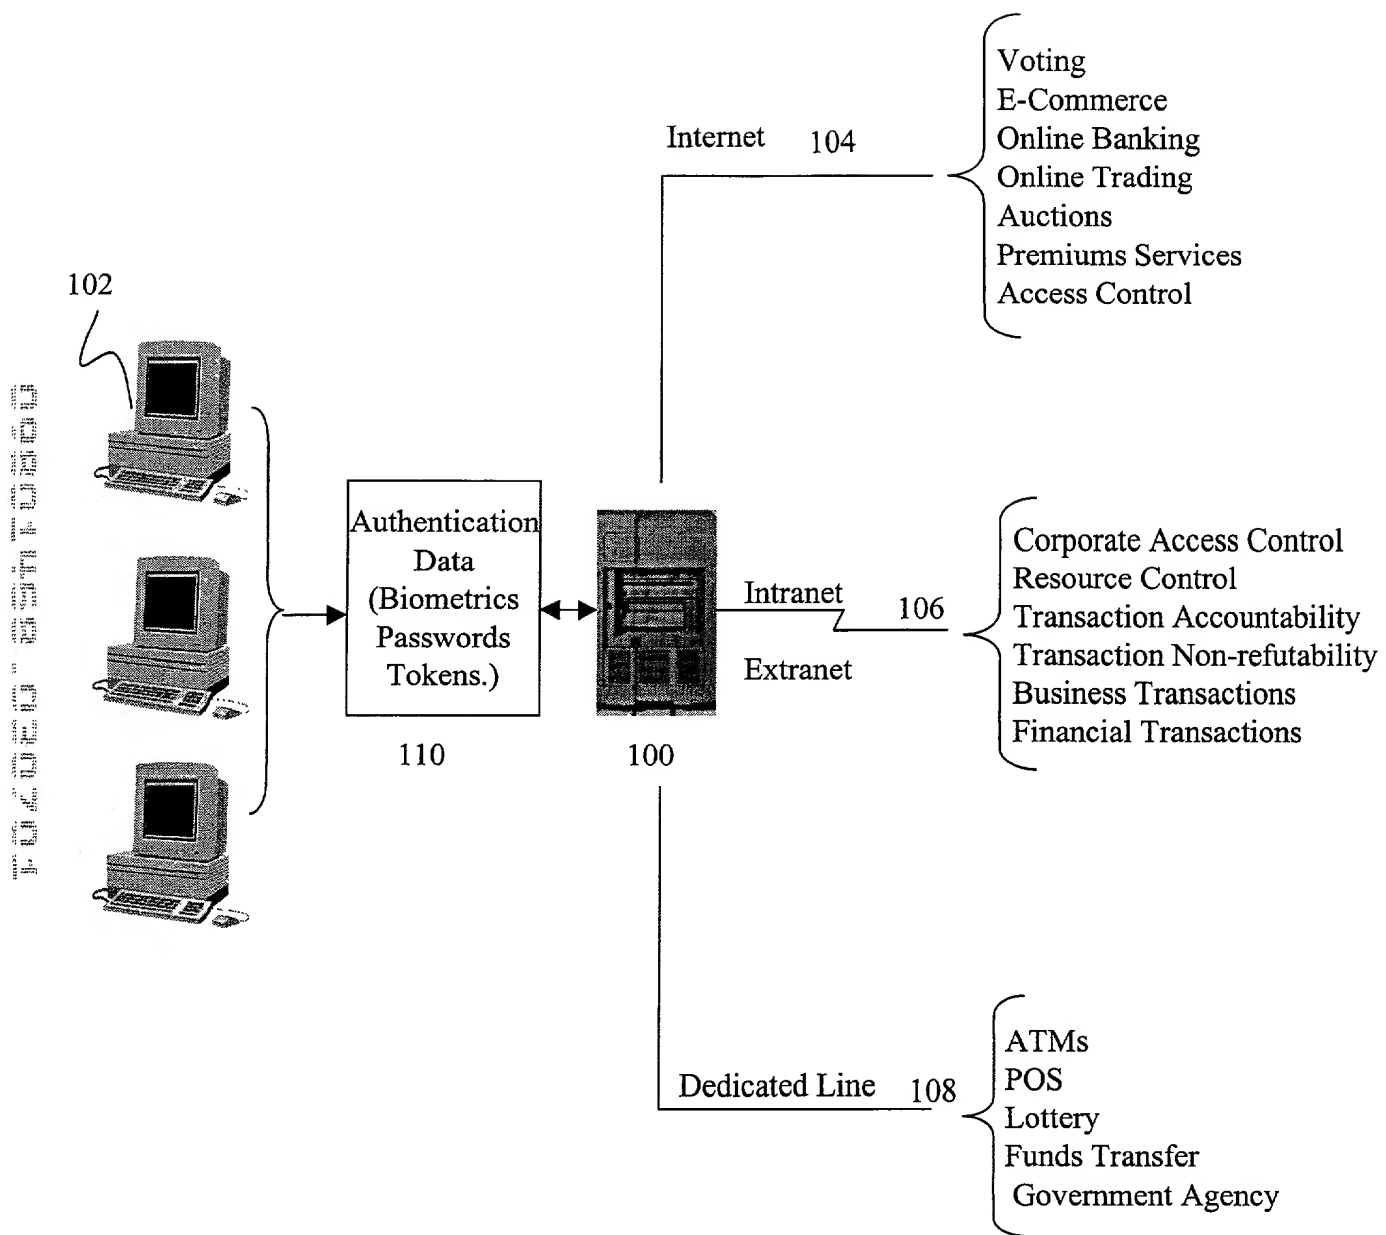 Voting
E-Commerce
Online Banking
Online Trading
Auctions
Premiums Services
Access Control
Internet 104
102
Authentication
Data
(Biometrics
Passwords
Tokens.)
110
100
Intranet 106
Extranet
Corporate Access Control
Resource Control
Transaction Accountability
Transaction Non-refutability
Business Transactions
Financial Transactions
Dedicated Line 108
ATMs
POS
Lottery
Funds Transfer
Government Agency